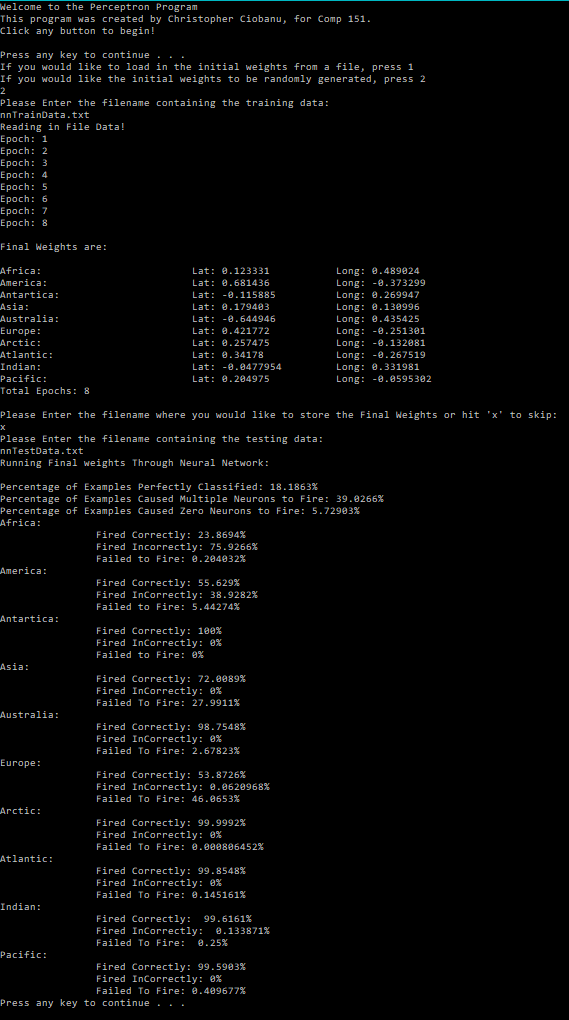 Welcome to the Perceptron Program
This program was created by Christopher Ciobanu, for Comp 151.
Click any button to begin!
Press any key to continue . . .
If you would like to load in the initial weights from a file, press 1
If you would like the initial weights to be randomly generated, press 2
2
Please Enter the filename containing the training data:
nnTrainData.txt
Reading in File Data!
Epoch: 1
Epoch: 2
Epoch: 3
Epoch: 4
Epoch: 5
Epoch: 6
Epoch: 7
Epoch: 8
Final Weights are:
Africa: Lat: 0.123331 Long: 0.489024
America: Lat: 0.681436 Long: -0.373299
Antartica: Lat: -0.115885 Long: 0.269947
Asia: Lat: 0.179403 Long: 0.130996
Australia: Lat: -0.644946 Long: 0.435425
Europe: Lat: 0.421772 Long: -0.251301
Arctic: Lat: 0.257475 Long: -0.132081
Atlantic: Lat: 0.34178 Long: -0.267519
Indian: Lat: -0.0477954 Long: 0.331981
Pacific: Lat: 0.204975 Long: -0.0595302
Total Epochs: 8
Please Enter the filename where you would like to store the Final Weights or hit 'x' to skip:
x
Please Enter the filename containing the testing data:
nnTestData.txt
Running Final weights Through Neural Network:
Percentage of Examples Perfectly Classified: 18.1863%
Percentage of Examples Caused Multiple Neurons to Fire: 39.0266%
Percentage of Examples Caused Zero Neurons to Fire: 5.72903%
Africa:
Fired Correctly: 23.8694%
Fired Incorrectly: 75.9266%
Failed to Fire: 0.204032%
America:
Fired Correctly: 55.629%
Fired InCorrectly: 38.9282%
Failed to Fire: 5.44274%
Antartica:
Fired Correctly: 100%
Fired InCorrectly: 0%
Failed to Fire: 0%
Asia:
Fired Correctly: 72.0089%
Fired InCorrectly: 0%
Failed To Fire: 27.9911%
Australia:
Fired Correctly: 98.7548%
Fired InCorrectly: 0%
Failed To Fire: 2.67823%
Europe:
Fired Correctly: 53.8726%
Fired InCorrectly: 0.0620968%
Failed To Fire: 46.0653%
Arctic:
Fired Correctly: 99.9992%
Fired InCorrectly: 0%
Failed To Fire: 0.000806452%
Atlantic:
Fired Correctly: 99.8548%
Fired InCorrectly: 0%
Failed To Fire: 0.145161%
Indian:
Fired Correctly:  99.6161%
Fired InCorrectly:  0.133871%
Failed To Fire:  0.25%
Pacific:
Fired Correctly: 99.5903%
Fired InCorrectly: 0%
Failed To Fire: 0.409677%
Press any key to continue . . .